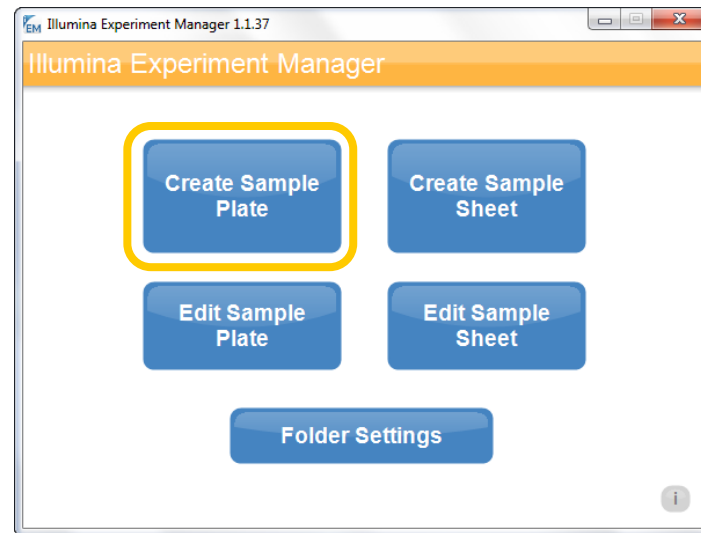 EM Illumina Experiment Manager 1.1.37
Illumina Experiment Manager
Create Sample
Plate
Create Sample
Sheet
Edit Sample
Plate
Edit Sample
Sheet
Folder Settings
i